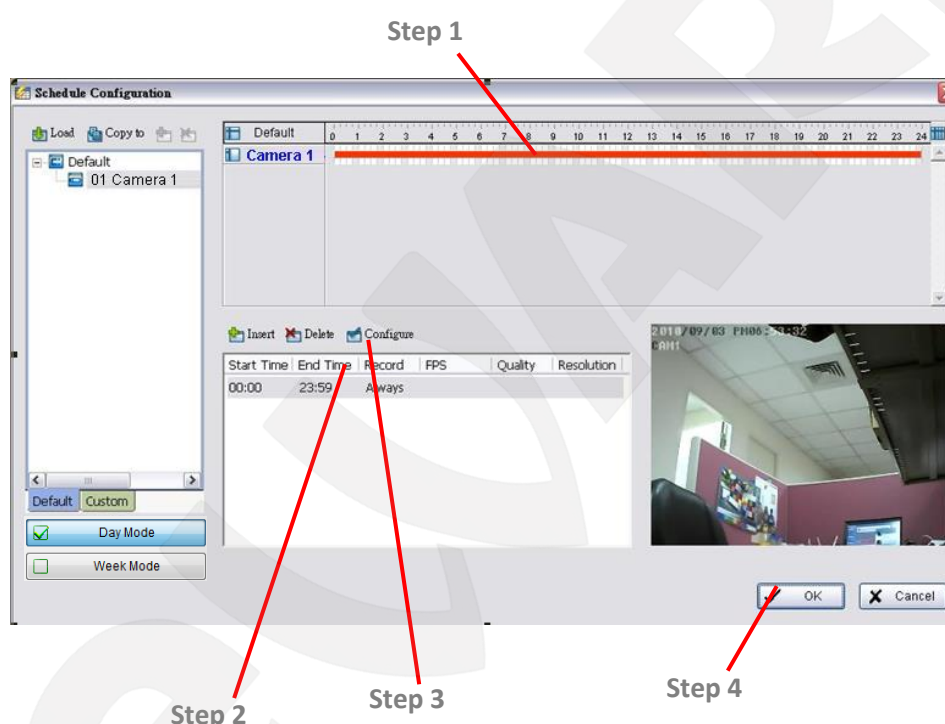 Step 1
Schedule Configuration
Load Copy to
Default
01 Camera 1
Default 0 1 2 3 4 5 6 7 8 9 10 11 12 13 14 15 16 17 18 19 20 21 22 23 24
Camera 1
Insert Delete Configure
Start Time End Time Record FPS Quality Resolution
00:00 23:59 Always
CAM1
Default Custom
Day Mode
Week Mode
OK Cancel
Step 2
Step 3
Step 4